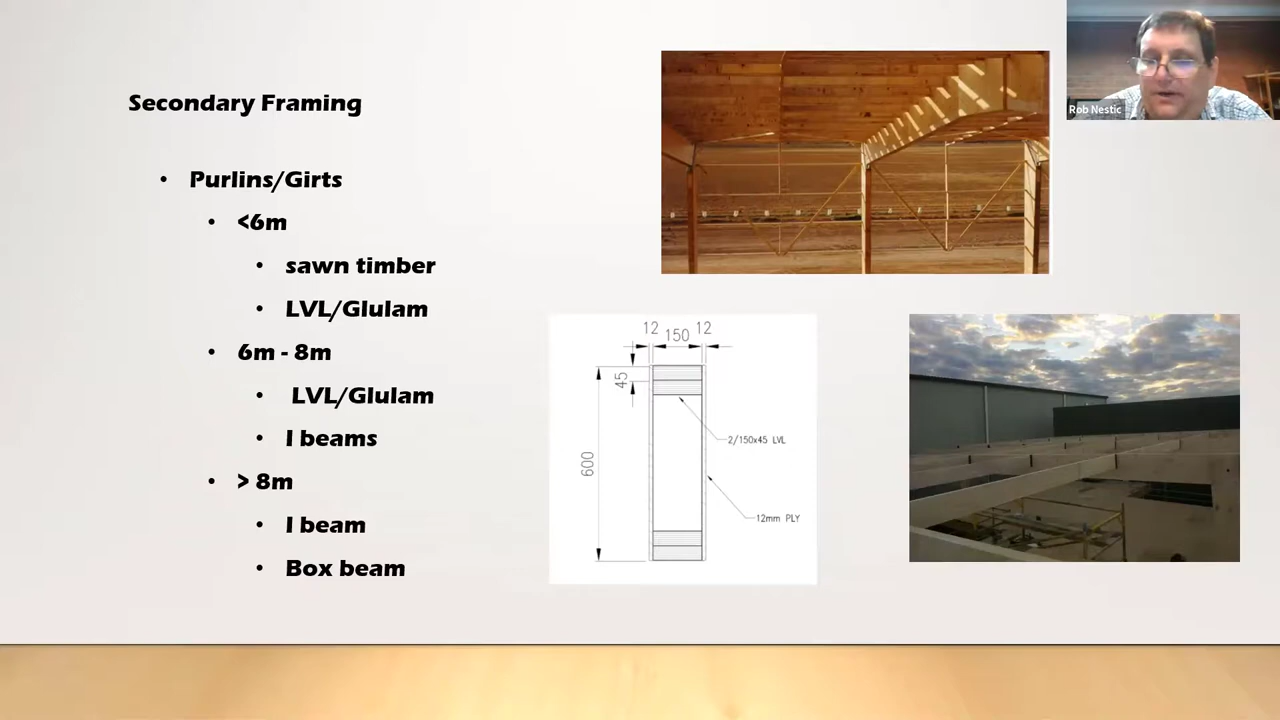 Secondary Framing
• Purlins/Girts
• <6m
• sawn timber
• LVL/Glulam
• 6m - 8m
• LVL/Glulam
• I beams
• > 8m
• I beam
• Box beam
12 150 12
45
600
2/150x45 LVL
12mm PLY
Rob Nestic